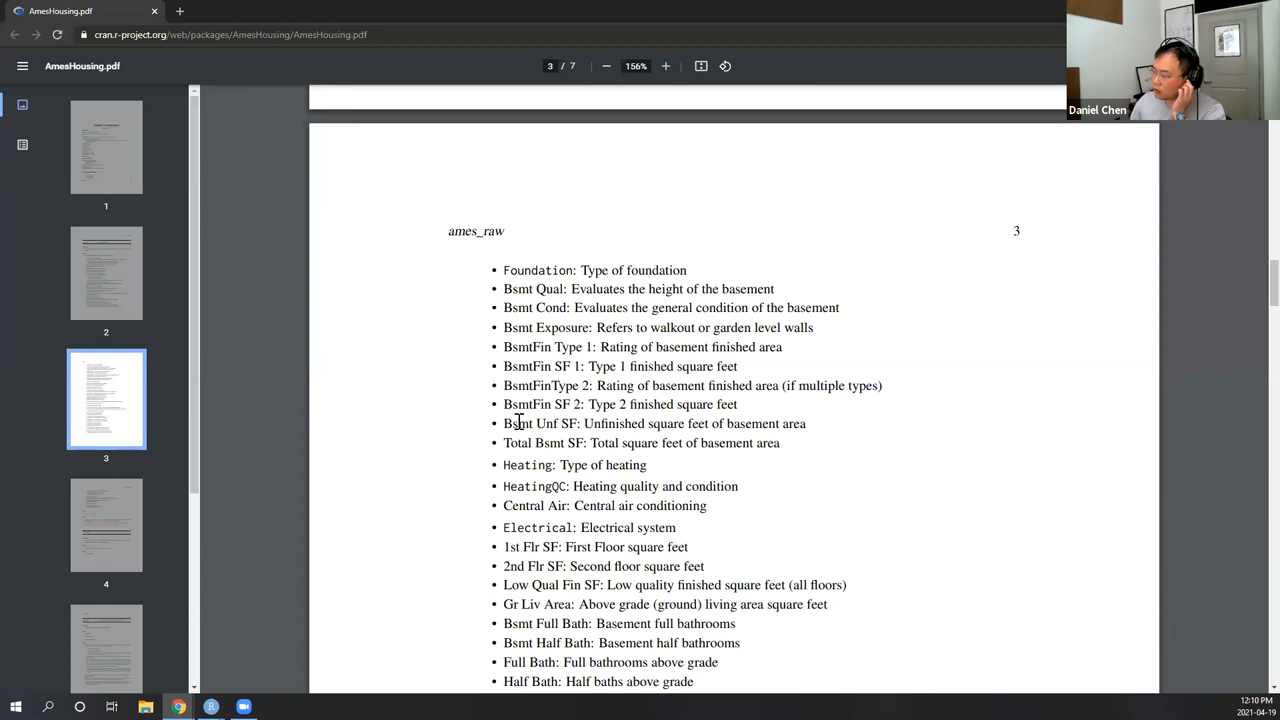 AmesHousing.pdf
cran.r-project.org/web/packages/AmesHousing/AmesHousing.pdf
AmesHousing.pdf
3 / 7
156%
Daniel Chen
1
2
3
4
ames_raw
3
• Foundation: Type of foundation
• Bsmt Qual: Evaluates the height of the basement
• Bsmt Cond: Evaluates the general condition of the basement
• Bsmt Exposure: Refers to walkout or garden level walls
• BsmtFin Type 1: Rating of basement finished area
• BsmtFin SF 1: Type 1 finished square feet
• BsmtFinType 2: Rating of basement finished area (if multiple types)
• BsmtFin SF 2: Type 2 finished square feet
• Bsmt Unf SF: Unfinished square feet of basement area
• Total Bsmt SF: Total square feet of basement area
• Heating: Type of heating
• HeatingQC: Heating quality and condition
• Central Air: Central air conditioning
• Electrical: Electrical system
• 1st Flr SF: First Floor square feet
• 2nd Flr SF: Second floor square feet
• Low Qual Fin SF: Low quality finished square feet (all floors)
• Gr Liv Area: Above grade (ground) living area square feet
• Bsmt Full Bath: Basement full bathrooms
• Bsmt Half Bath: Basement half bathrooms
• Full Bath: Full bathrooms above grade
• Half Bath: Half baths above grade
12:10 PM
2021-04-19